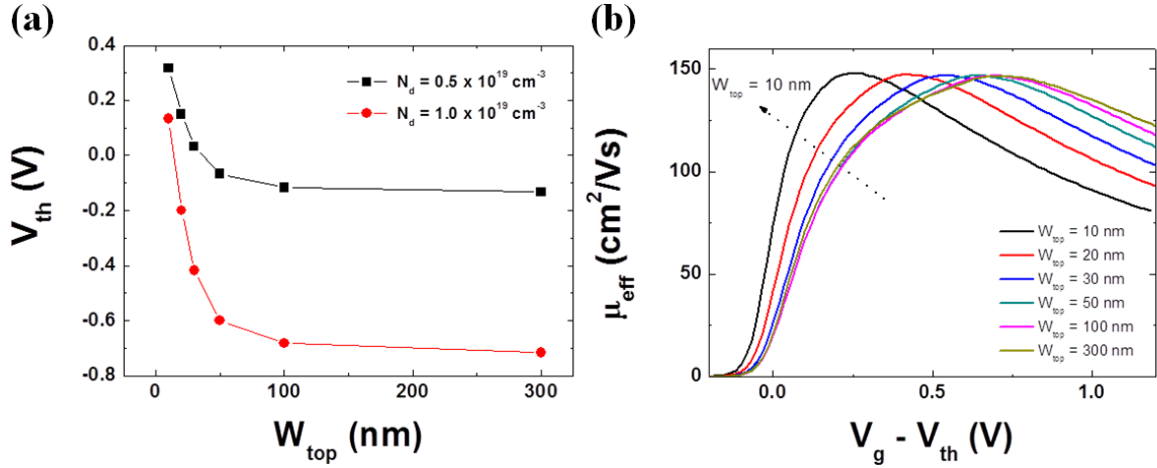 (a)
0.4
0.2
0.0
-0.2
-0.4
-0.6
-0.8
V_th (V)
N_d = 0.5 x 10^19 cm^-3
N_d = 1.0 x 10^19 cm^-3
0
50
100
150
200
250
300
W_top (nm)
(b)
150
100
50
0
μ_eff (cm^2/Vs)
W_top = 10 nm
W_top = 10 nm
W_top = 20 nm
W_top = 30 nm
W_top = 50 nm
W_top = 100 nm
W_top = 300 nm
0.0
0.5
1.0
V_g - V_th (V)